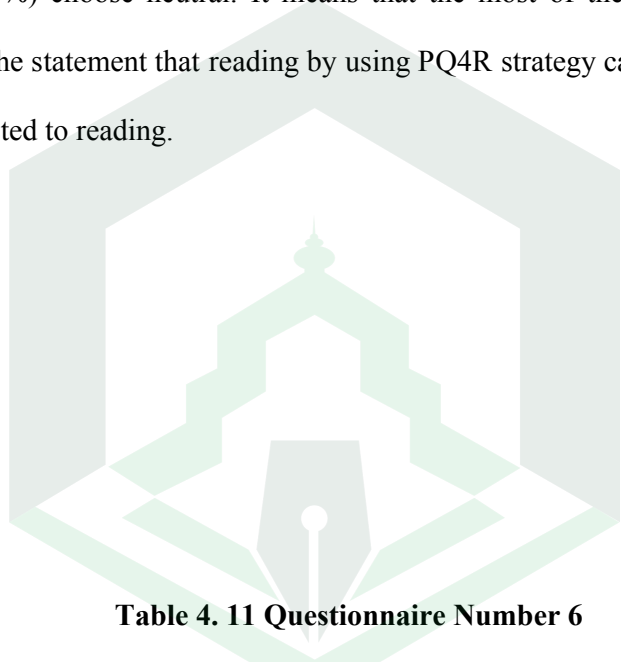 %) choose neutral. It means that the most of the
he statement that reading by using PQ4R strategy ca
ted to reading.
Table 4. 11 Questionnaire Number 6